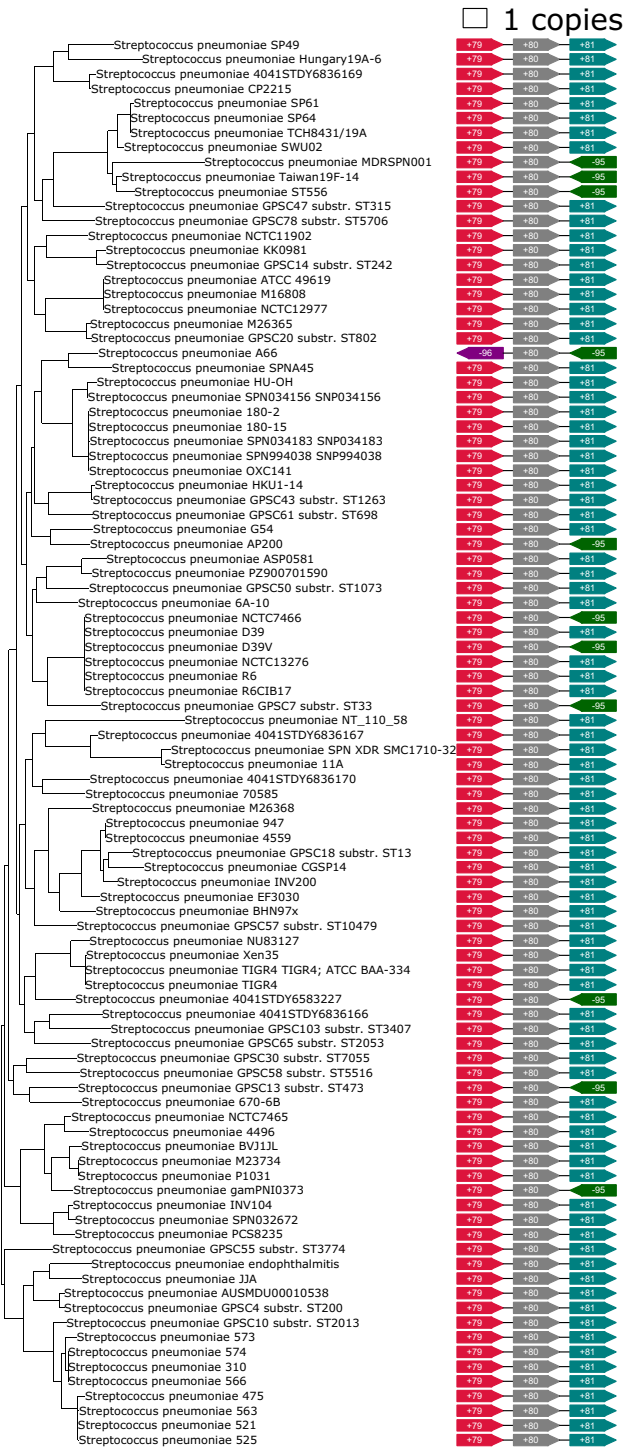 1 copies
Streptococcus pneumoniae SP49 +79 +80 +81
Streptococcus pneumoniae Hungary19A-6 +79 +80 +81
Streptococcus pneumoniae 4041STDY6836169 +79 +80 +81
Streptococcus pneumoniae CP2215 +79 +80 +81
Streptococcus pneumoniae SP61 +79 +80 +81
Streptococcus pneumoniae SP64 +79 +80 +81
Streptococcus pneumoniae TCH8431/19A +79 +80 +81
Streptococcus pneumoniae SWU02 +79 +80 +81
Streptococcus pneumoniae MDRSPN001 +79 +80 -95
Streptococcus pneumoniae Taiwan19F-14 +79 +80 -95
Streptococcus pneumoniae ST556 +79 +80 -95
Streptococcus pneumoniae GPSC47 substr. ST315 +79 +80 +81
Streptococcus pneumoniae GPSC78 substr. ST5706 +79 +80 +81
Streptococcus pneumoniae NCTC11902 +79 +80 +81
Streptococcus pneumoniae KK0981 +79 +80 +81
Streptococcus pneumoniae GPSC14 substr. ST242 +79 +80 +81
Streptococcus pneumoniae ATCC 49619 +79 +80 +81
Streptococcus pneumoniae M16808 +79 +80 +81
Streptococcus pneumoniae NCTC12977 +79 +80 +81
Streptococcus pneumoniae M26365 +79 +80 +81
Streptococcus pneumoniae GPSC20 substr. ST802 +79 +80 +81
Streptococcus pneumoniae A66 -96 +80 -95
Streptococcus pneumoniae SPNA45 +79 +80 +81
Streptococcus pneumoniae HU-OH +79 +80 +81
Streptococcus pneumoniae SPN034156 SNP034156 +79 +80 +81
Streptococcus pneumoniae 180-2 +79 +80 +81
Streptococcus pneumoniae 180-15 +79 +80 +81
Streptococcus pneumoniae SPN034183 SNP034183 +79 +80 +81
Streptococcus pneumoniae SPN994038 SNP994038 +79 +80 +81
Streptococcus pneumoniae OXC141 +79 +80 +81
Streptococcus pneumoniae HKU1-14 +79 +80 +81
Streptococcus pneumoniae GPSC43 substr. ST1263 +79 +80 +81
Streptococcus pneumoniae GPSC61 substr. ST698 +79 +80 +81
Streptococcus pneumoniae G54 +79 +80 +81
Streptococcus pneumoniae AP200 +79 +80 -95
Streptococcus pneumoniae ASP0581 +79 +80 +81
Streptococcus pneumoniae PZ900701590 +79 +80 +81
Streptococcus pneumoniae GPSC50 substr. ST1073 +79 +80 +81
Streptococcus pneumoniae 6A-10 +79 +80 +81
Streptococcus pneumoniae NCTC7466 +79 +80 -95
Streptococcus pneumoniae D39 +79 +80 +81
Streptococcus pneumoniae D39V +79 +80 -95
Streptococcus pneumoniae NCTC13276 +79 +80 +81
Streptococcus pneumoniae R6 +79 +80 +81
Streptococcus pneumoniae R6CIB17 +79 +80 +81
Streptococcus pneumoniae GPSC7 substr. ST33 +79 +80 -95
Streptococcus pneumoniae NT_110_58 +79 +80 +81
Streptococcus pneumoniae 4041STDY6836167 +79 +80 +81
Streptococcus pneumoniae SPN XDR SMC1710-32 +79 +80 +81
Streptococcus pneumoniae 11A +79 +80 +81
Streptococcus pneumoniae 4041STDY6836170 +79 +80 +81
Streptococcus pneumoniae 70585 +79 +80 +81
Streptococcus pneumoniae M26368 +79 +80 +81
Streptococcus pneumoniae 947 +79 +80 +81
Streptococcus pneumoniae 4559 +79 +80 +81
Streptococcus pneumoniae GPSC18 substr. ST13 +79 +80 +81
Streptococcus pneumoniae CGSP14 +79 +80 +81
Streptococcus pneumoniae INV200 +79 +80 +81
Streptococcus pneumoniae EF3030 +79 +80 +81
Streptococcus pneumoniae BHN97x +79 +80 +81
Streptococcus pneumoniae GPSC57 substr. ST10479 +79 +80 +81
Streptococcus pneumoniae NU83127 +79 +80 +81
Streptococcus pneumoniae Xen35 +79 +80 +81
Streptococcus pneumoniae TIGR4 TIGR4; ATCC BAA-334 +79 +80 +81
Streptococcus pneumoniae TIGR4 +79 +80 +81
Streptococcus pneumoniae 4041STDY6583227 +79 +80 -95
Streptococcus pneumoniae 4041STDY6836166 +79 +80 +81
Streptococcus pneumoniae GPSC103 substr. ST3407 +79 +80 +81
Streptococcus pneumoniae GPSC65 substr. ST2053 +79 +80 +81
Streptococcus pneumoniae GPSC30 substr. ST7055 +79 +80 +81
Streptococcus pneumoniae GPSC58 substr. ST5516 +79 +80 +81
Streptococcus pneumoniae GPSC13 substr. ST473 +79 +80 -95
Streptococcus pneumoniae 670-6B +79 +80 +81
Streptococcus pneumoniae NCTC7465 +79 +80 +81
Streptococcus pneumoniae 4496 +79 +80 +81
Streptococcus pneumoniae BVJ1JL +79 +80 +81
Streptococcus pneumoniae M23734 +79 +80 +81
Streptococcus pneumoniae P1031 +79 +80 +81
Streptococcus pneumoniae gamPNI0373 +79 +80 -95
Streptococcus pneumoniae INV104 +79 +80 +81
Streptococcus pneumoniae SPN032672 +79 +80 +81
Streptococcus pneumoniae PCS8235 +79 +80 +81
Streptococcus pneumoniae GPSC55 substr. ST3774 +79 +80 +81
Streptococcus pneumoniae endophthalmitis +79 +80 +81
Streptococcus pneumoniae JJA +79 +80 +81
Streptococcus pneumoniae AUSMDU00010538 +79 +80 +81
Streptococcus pneumoniae GPSC4 substr. ST200 +79 +80 +81
Streptococcus pneumoniae GPSC10 substr. ST2013 +79 +80 +81
Streptococcus pneumoniae 573 +79 +80 +81
Streptococcus pneumoniae 574 +79 +80 +81
Streptococcus pneumoniae 310 +79 +80 +81
Streptococcus pneumoniae 566 +79 +80 +81
Streptococcus pneumoniae 475 +79 +80 +81
Streptococcus pneumoniae 563 +79 +80 +81
Streptococcus pneumoniae 521 +79 +80 +81
Streptococcus pneumoniae 525 +79 +80 +81